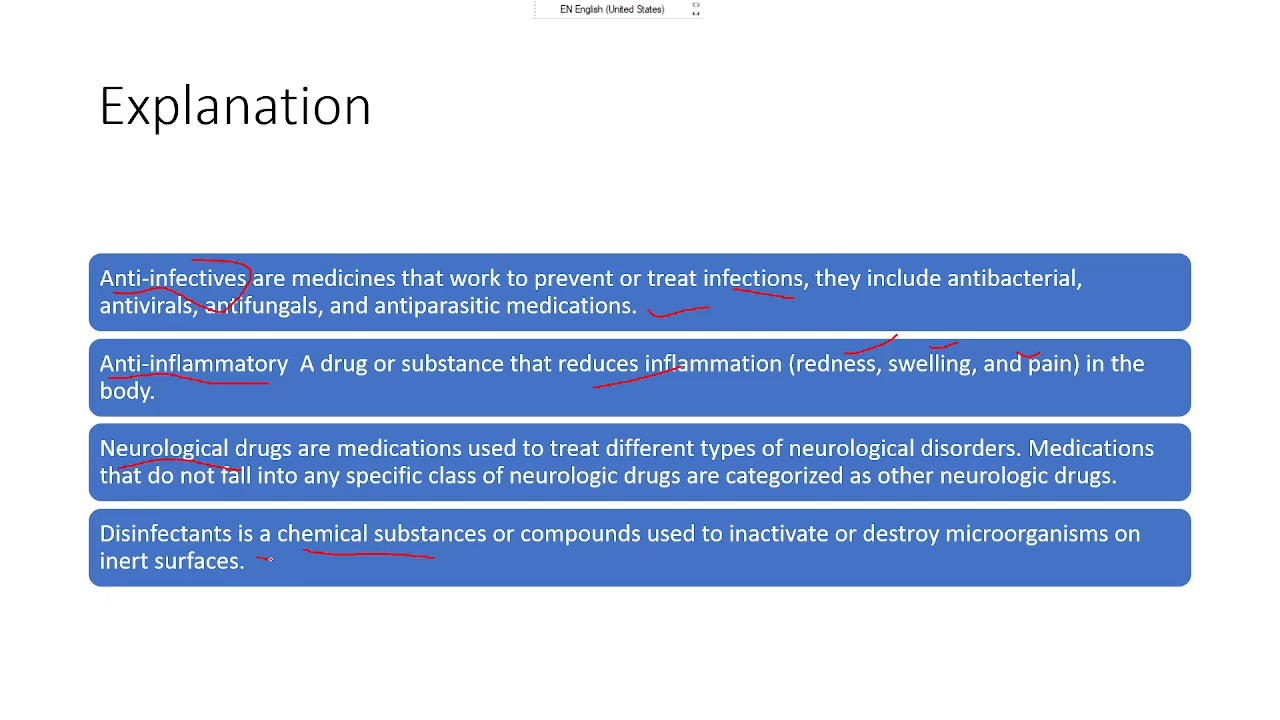 EN English (United States)
Explanation
Anti-infectives are medicines that work to prevent or treat infections, they include antibacterial,
antivirals, antifungals, and antiparasitic medications.
Anti-inflammatory  A drug or substance that reduces inflammation (redness, swelling, and pain) in the
body.
Neurological drugs are medications used to treat different types of neurological disorders. Medications
that do not fall into any specific class of neurologic drugs are categorized as other neurologic drugs.
Disinfectants is a chemical substances or compounds used to inactivate or destroy microorganisms on
inert surfaces.